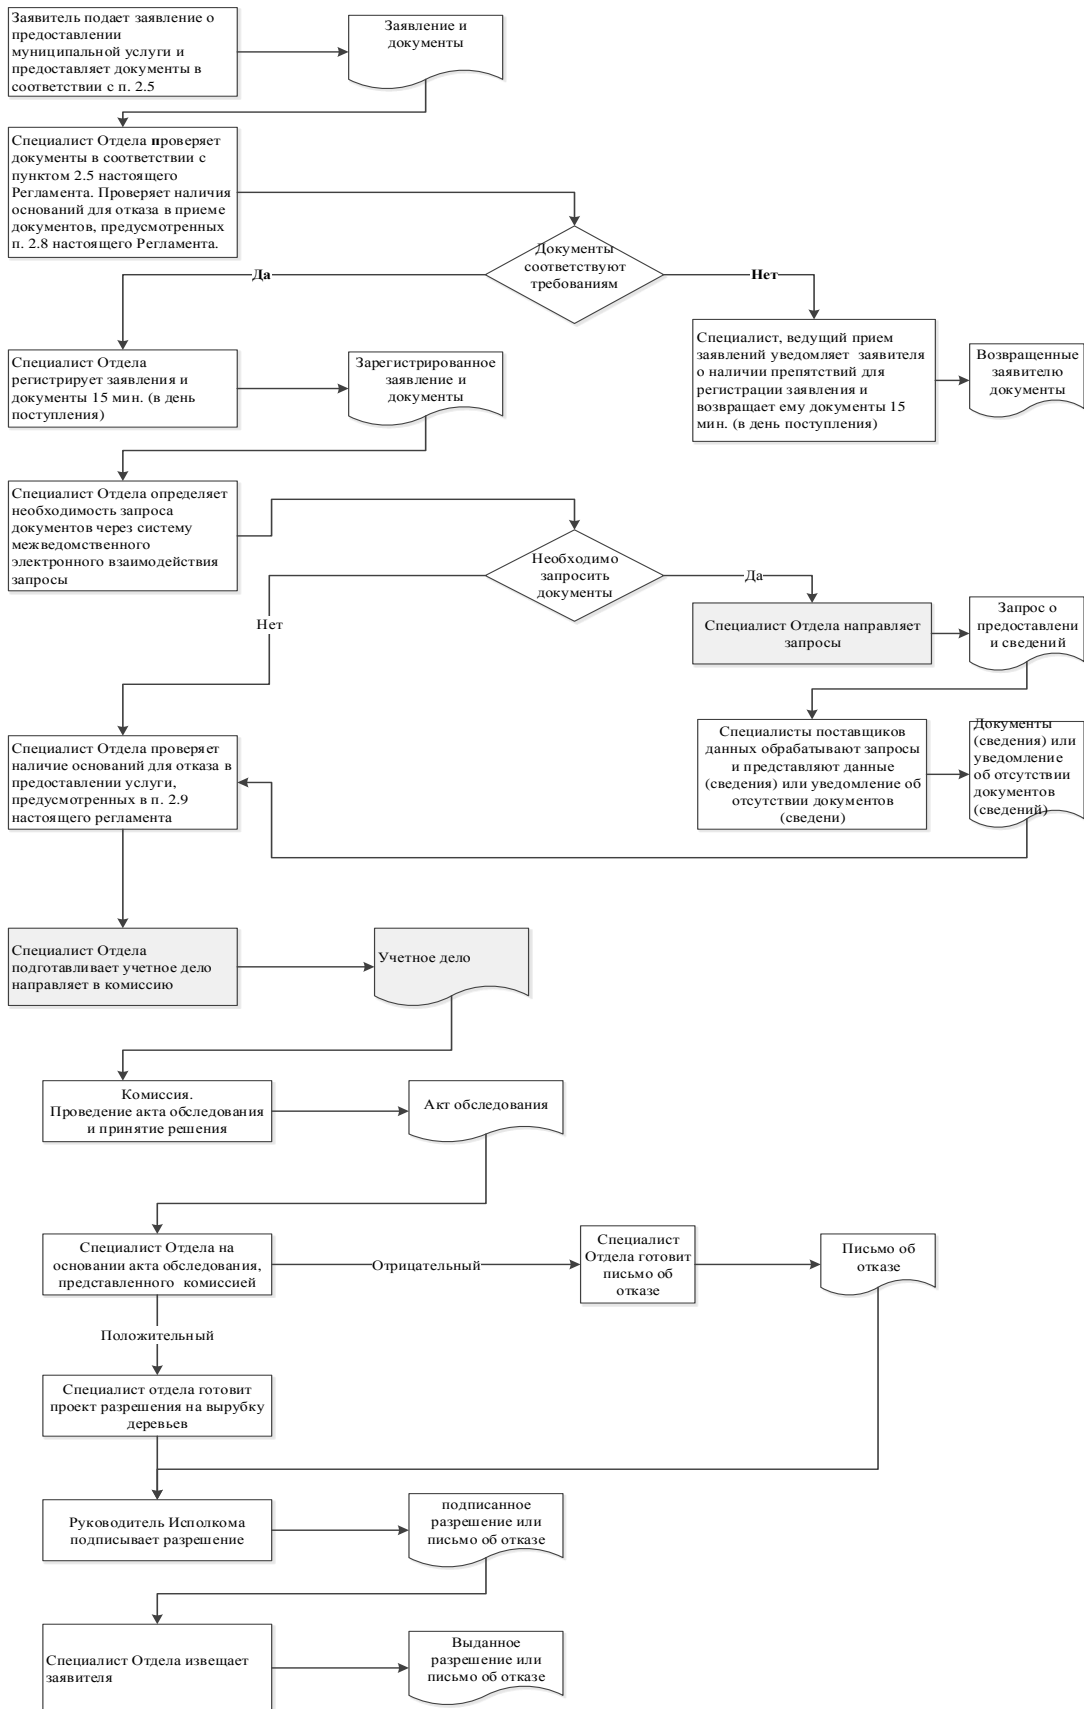 Заявитель подает заявление о
предоставлении
муниципальной услуги и
предоставляет документы в
соответствии с п. 2.5
Заявление и
документы
Специалист Отдела проверяет
документы в соответствии с
пунктом 2.5 настоящего
Регламента. Проверяет наличия
оснований для отказа в приеме
документов, предусмотренных
п. 2.8 настоящего Регламента.
Документы
соответствуют
требованиям
Да
Нет
Специалист Отдела
регистрирует заявления и
документы 15 мин. (в день
поступления)
Зарегистрированное
заявление и
документы
Специалист, ведущий прием
заявлений уведомляет заявителя
о наличии препятствий для
регистрации заявления и
возвращает ему документы 15
мин. (в день поступления)
Возвращенные
заявителю
документы
Специалист Отдела определяет
необходимость запроса
документов через систему
межведомственного
электронного взаимодействия
запросы
Необходимо
запросить
документы
Да
Нет
Специалист Отдела направляет
запросы
Запрос о
предоставлени
и сведений
Специалист Отдела проверяет
наличие оснований для отказа в
предоставлении услуги,
предусмотренных в п. 2.9
настоящего регламента
Специалисты поставщиков
данных обрабатывают запросы
и представляют данные
(сведения) или уведомление об
отсутствии документов
(сведени)
Документы
(сведения) или
уведомление
об отсутствии
документов
(сведений)
Специалист Отдела
подготавливает учетное дело
направляет в комиссию
Учетное дело
Комиссия.
Проведение акта обследования
и принятие решения
Акт обследования
Специалист Отдела на
основании акта обследования,
представленного комиссией
Отрицательный
Специалист
Отдела готовит
письмо об
отказе
Письмо об
отказе
Положительный
Специалист отдела готовит
проект разрешения на вырубку
деревьев
Руководитель Исполкома
подписывает разрешение
подписанное
разрешение или
письмо об отказе
Специалист Отдела извещает
заявителя
Выданное
разрешение или
письмо об отказе